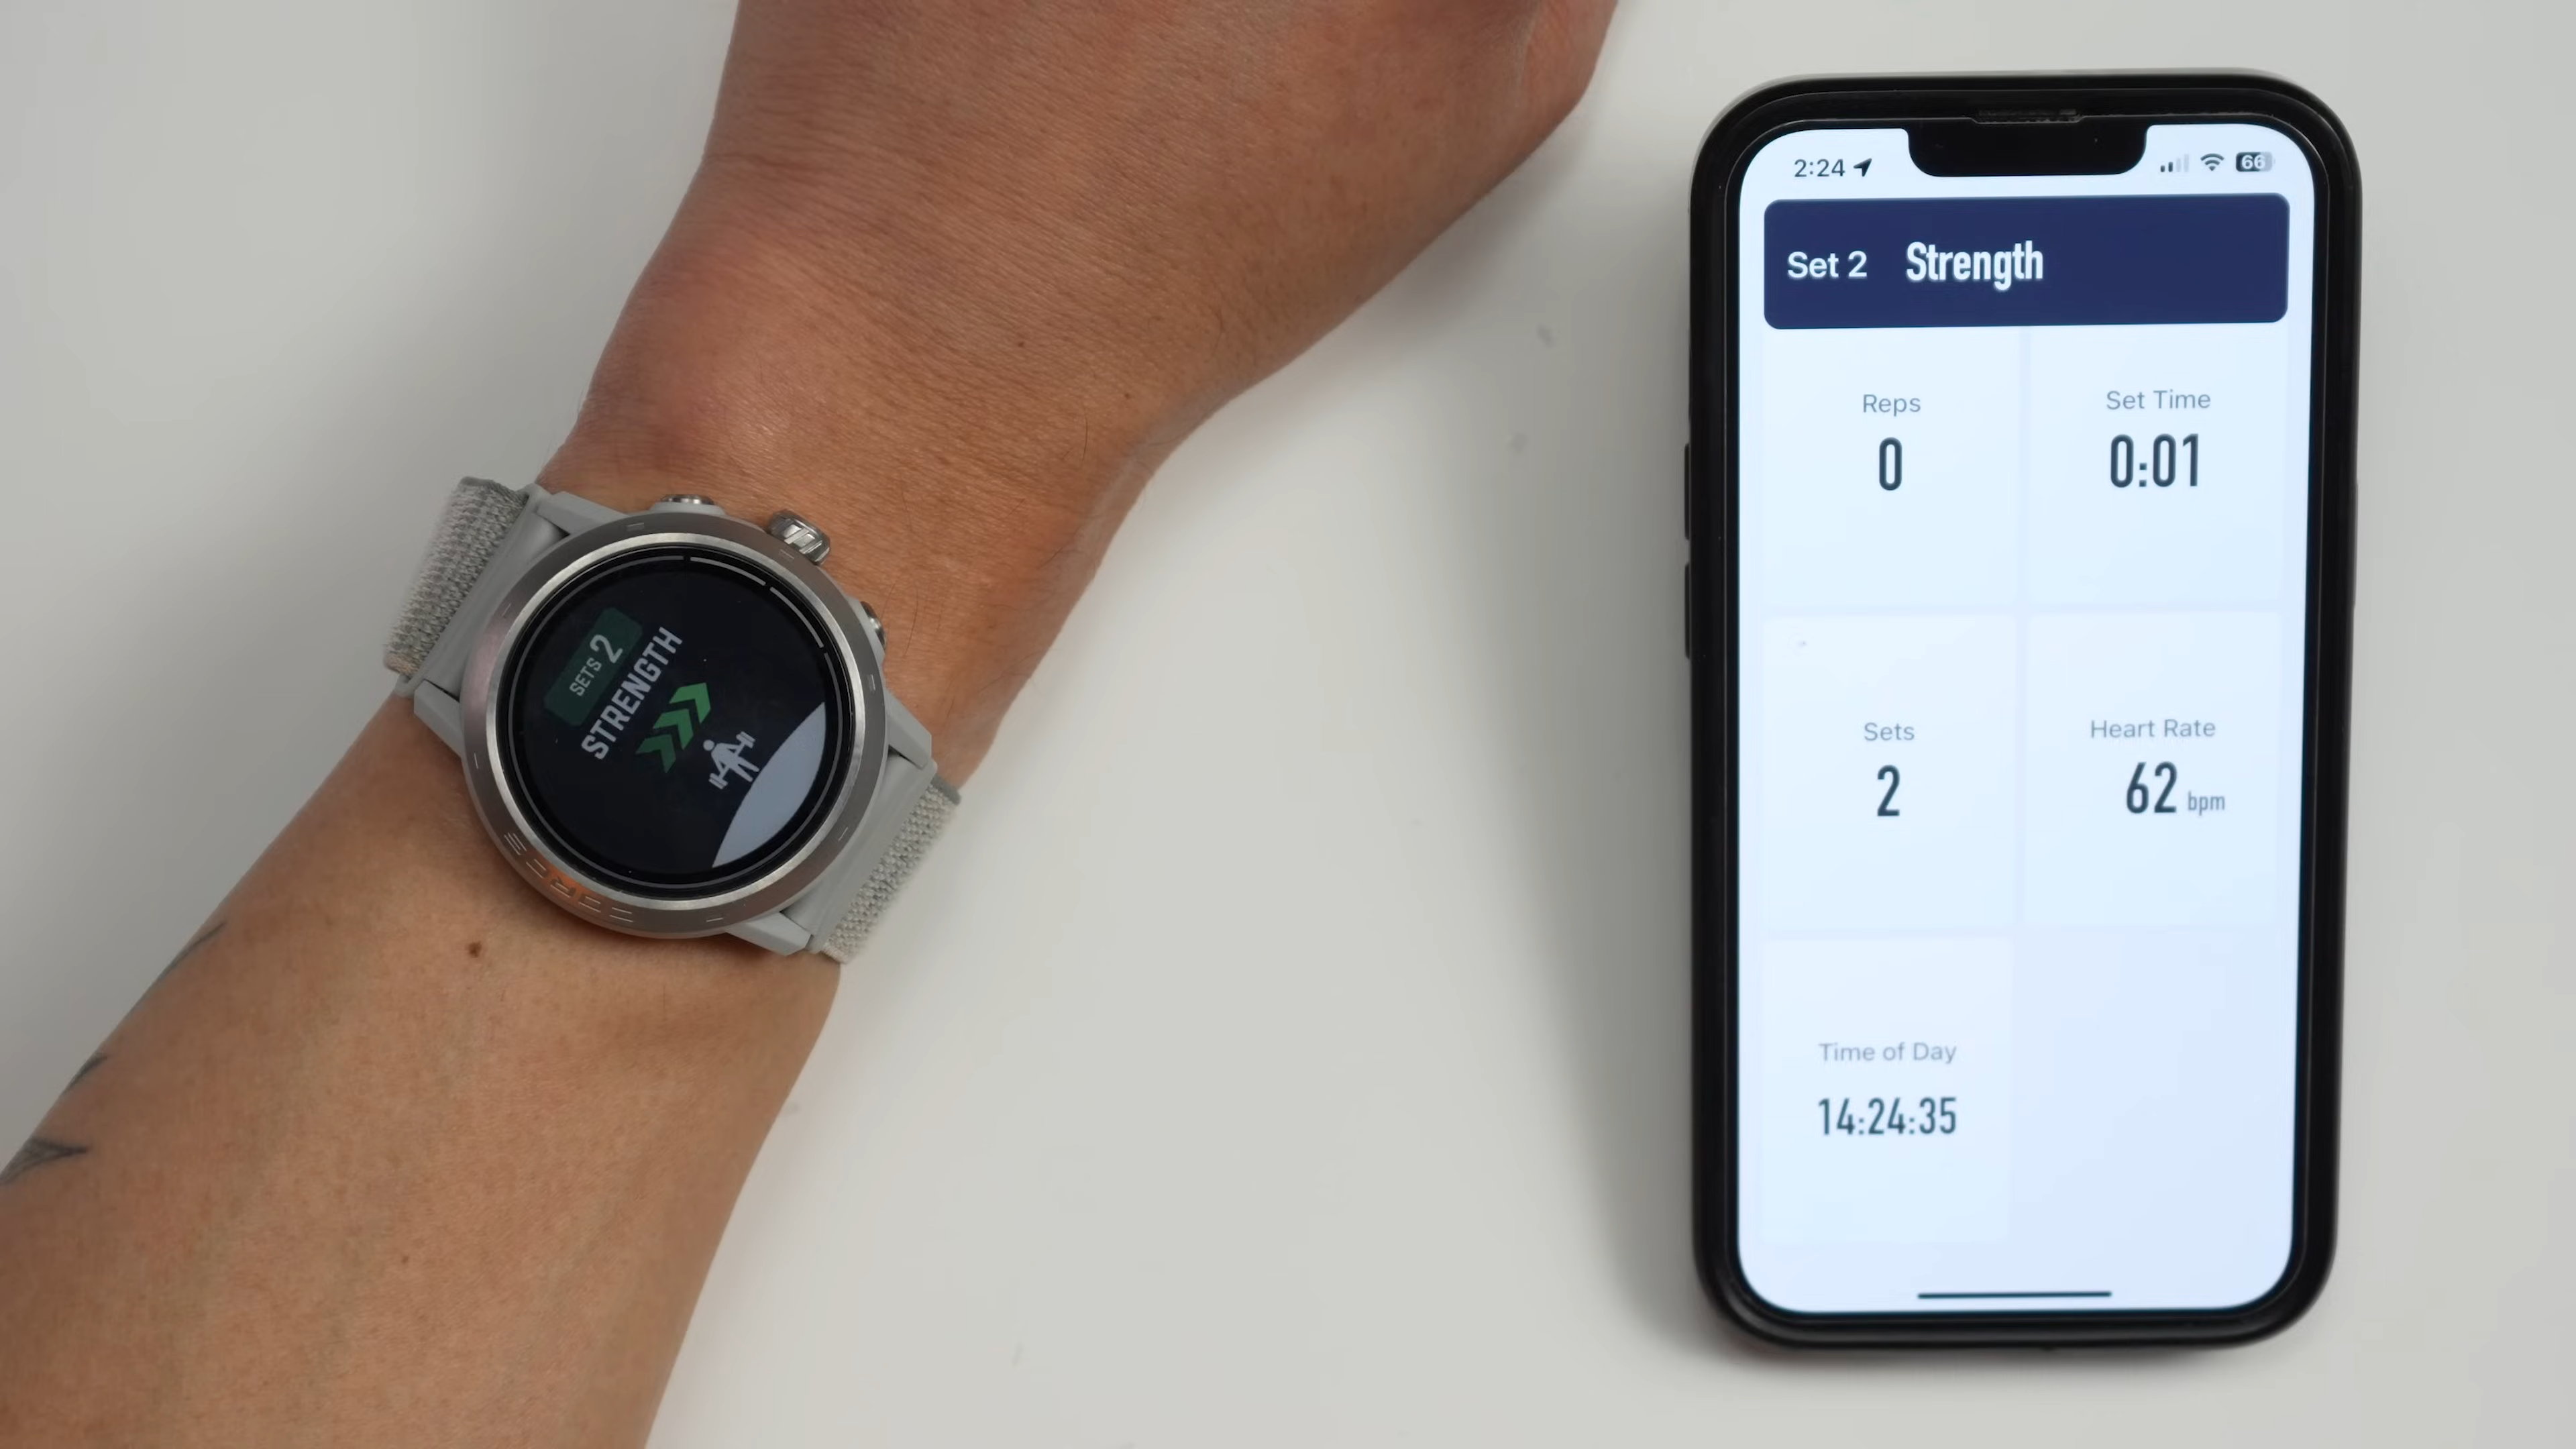 SETS 2
STRENGTH
COROS
2:24
66
Set 2 Strength
Reps
0
Set Time
0:01
Sets
2
Heart Rate
62 bpm
Time of Day
14:24:35